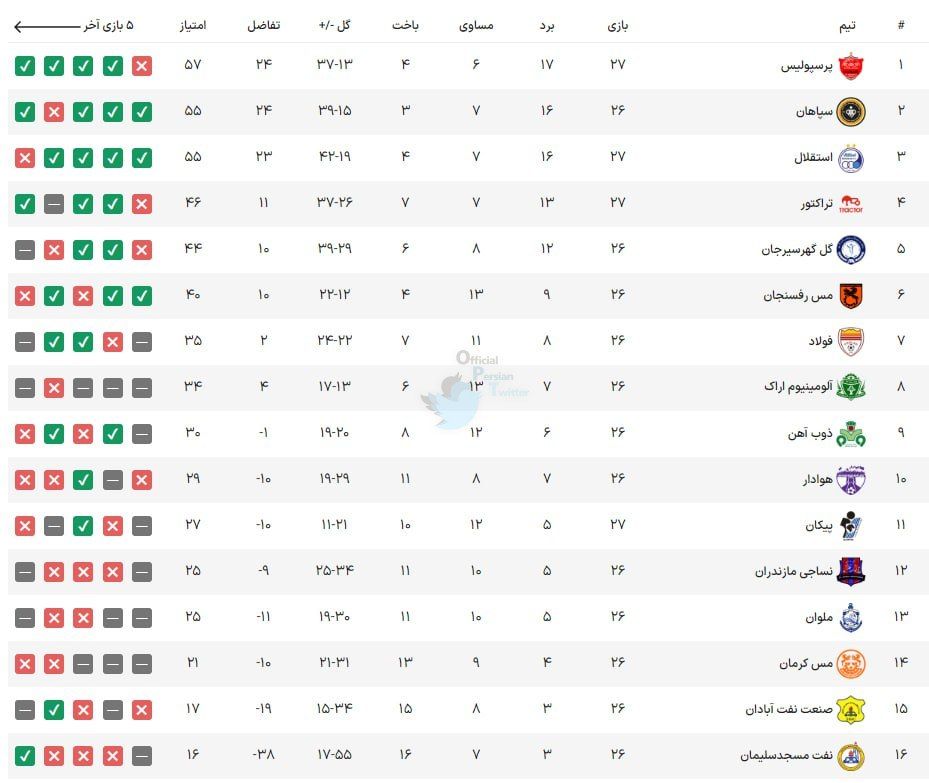 # تیم بازی برد مساوی باخت گل -/+ تفاضل امتیاز ۵ بازی آخر
۱ پرسپولیس ۲۷ ۱۷ ۶ ۴ ۳۷-۱۳ ۲۴ ۵۷
۲ سپاهان ۲۶ ۱۶ ۷ ۳ ۳۹-۱۵ ۲۴ ۵۵
۳ استقلال ۲۷ ۱۶ ۷ ۴ ۴۲-۱۹ ۲۳ ۵۵
۴ تراکتور ۲۷ ۱۳ ۷ ۷ ۳۷-۲۶ ۱۱ ۴۶
TRACTOR
۵ گل گهرسیرجان ۲۶ ۱۲ ۸ ۶ ۳۹-۲۹ ۱۰ ۴۴
۶ مس رفسنجان ۲۶ ۹ ۱۳ ۴ ۲۲-۱۲ ۱۰ ۴۰
۷ فولاد ۲۶ ۸ ۱۱ ۷ ۲۴-۲۲ ۲ ۳۵
Official
Persian
Twitter
۸ آلومینیوم اراک ۲۶ ۷ ۱۳ ۶ ۱۷-۱۳ ۴ ۳۴
۹ ذوب آهن ۲۶ ۶ ۱۲ ۸ ۱۹-۲۰ -۱ ۳۰
۱۰ هوادار ۲۶ ۷ ۸ ۱۱ ۱۹-۲۹ -۱۰ ۲۹
۱۱ پیکان ۲۷ ۵ ۱۲ ۱۰ ۱۱-۲۱ -۱۰ ۲۷
۱۲ نساجی مازندران ۲۶ ۵ ۱۰ ۱۱ ۲۵-۳۴ -۹ ۲۵
۱۳ ملوان ۲۶ ۵ ۱۰ ۱۱ ۱۹-۳۰ -۱۱ ۲۵
۱۴ مس کرمان ۲۶ ۴ ۹ ۱۳ ۲۱-۳۱ -۱۰ ۲۱
۱۵ صنعت نفت آبادان ۲۶ ۳ ۸ ۱۵ ۱۵-۳۴ -۱۹ ۱۷
۱۶ نفت مسجدسلیمان ۲۶ ۳ ۷ ۱۶ ۱۷-۵۵ -۳۸ ۱۶